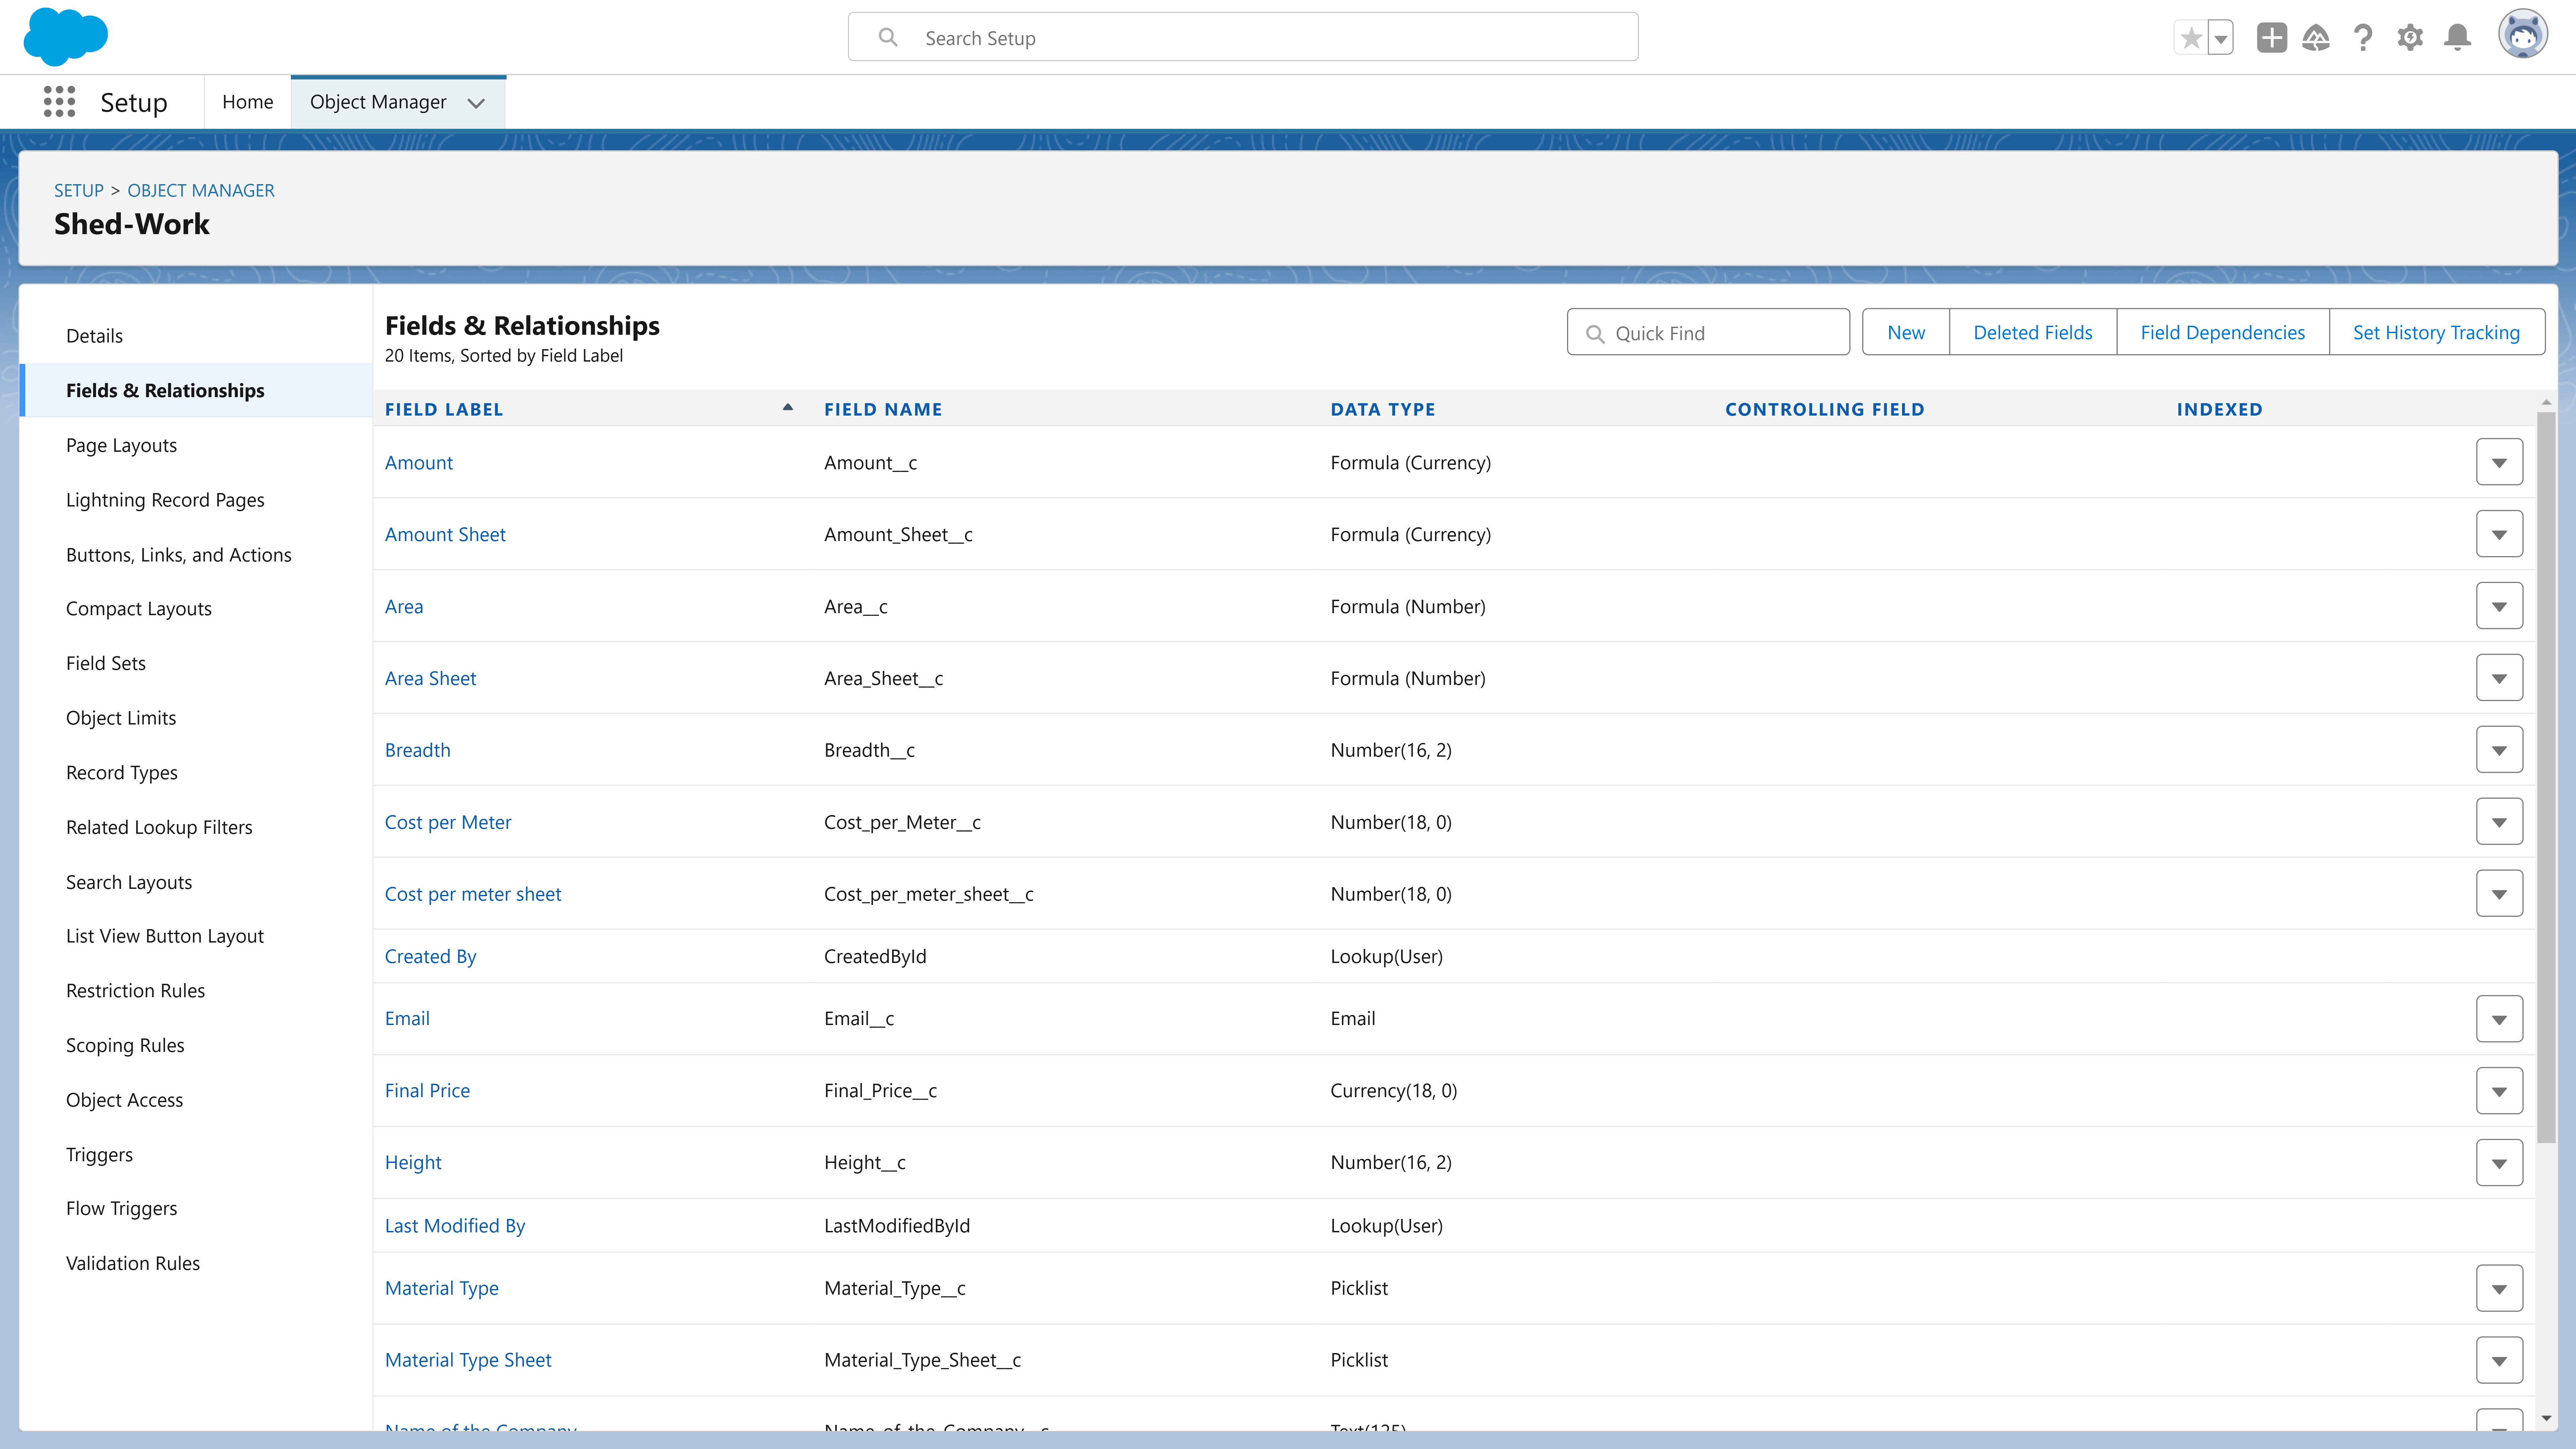 Search Setup
Setup
Home
Object Manager
SETUP > OBJECT MANAGER
Shed-Work
Details
Fields & Relationships
Page Layouts
Lightning Record Pages
Buttons, Links, and Actions
Compact Layouts
Field Sets
Object Limits
Record Types
Related Lookup Filters
Search Layouts
List View Button Layout
Restriction Rules
Scoping Rules
Object Access
Triggers
Flow Triggers
Validation Rules
Fields & Relationships
20 Items, Sorted by Field Label
Quick Find
New
Deleted Fields
Field Dependencies
Set History Tracking
FIELD LABEL FIELD NAME DATA TYPE CONTROLLING FIELD INDEXED
Amount Amount__c Formula (Currency)
Amount Sheet Amount_Sheet__c Formula (Currency)
Area Area__c Formula (Number)
Area Sheet Area_Sheet__c Formula (Number)
Breadth Breadth__c Number(16, 2)
Cost per Meter Cost_per_Meter__c Number(18, 0)
Cost per meter sheet Cost_per_meter_sheet__c Number(18, 0)
Created By CreatedById Lookup(User)
Email Email__c Email
Final Price Final_Price__c Currency(18, 0)
Height Height__c Number(16, 2)
Last Modified By LastModifiedById Lookup(User)
Material Type Material_Type__c Picklist
Material Type Sheet Material_Type_Sheet__c Picklist
Name of the Company Name_of_the_Company__c Text(125)